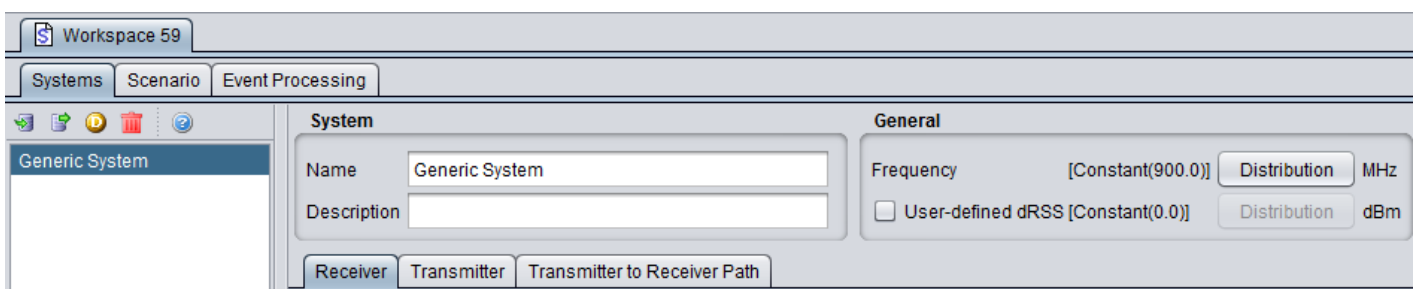 Workspace 59
Systems Scenario Event Processing
System
General
Generic System
Name Generic System
Frequency [Constant(900.0)] Distribution MHz
Description
User-defined dRSS [Constant(0.0)] Distribution dBm
Receiver Transmitter Transmitter to Receiver Path